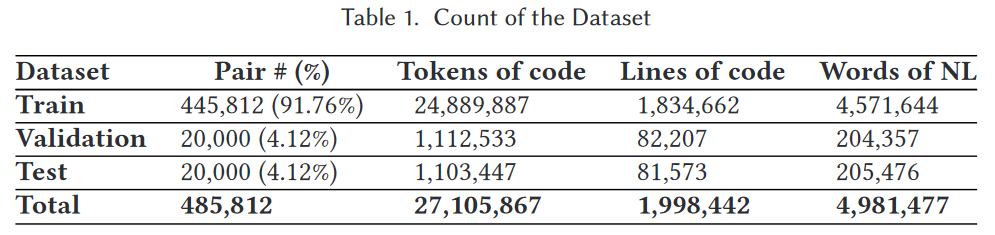 Table 1. Count of the Dataset
Dataset Pair # (%) Tokens of code Lines of code Words of NL
Train 445,812 (91.76%) 24,889,887 1,834,662 4,571,644
Validation 20,000 (4.12%) 1,112,533 82,207 204,357
Test 20,000 (4.12%) 1,103,447 81,573 205,476
Total 485,812 27,105,867 1,998,442 4,981,477